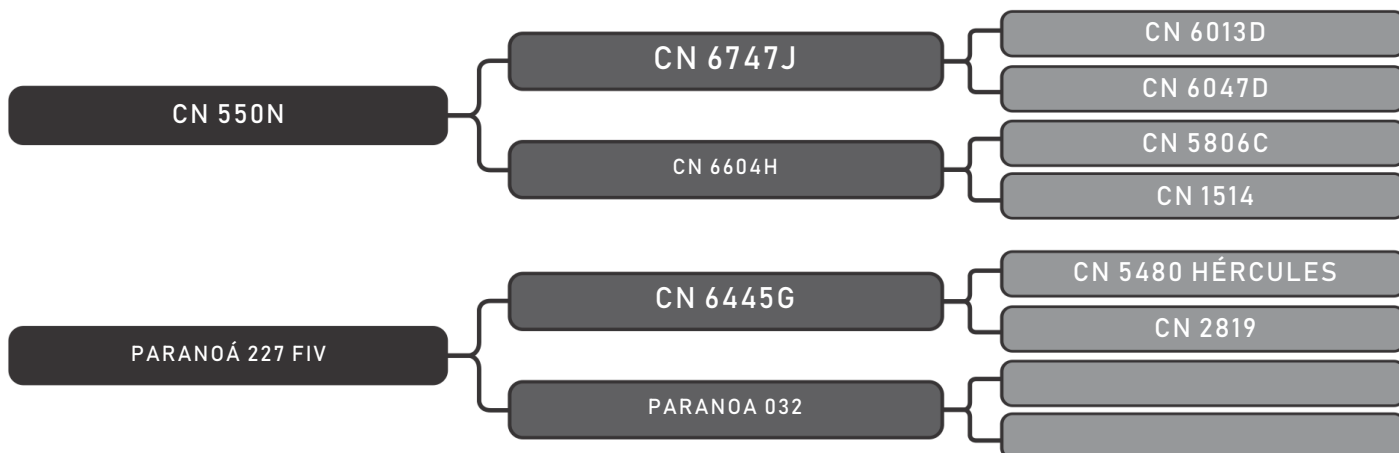 CN 550N
CN 6747J
CN 6013D
CN 6047D
CN 6604H
CN 5806C
CN 1514
PARANOÁ 227 FIV
CN 6445G
CN 5480 HÉRCULES
CN 2819
PARANOA 032